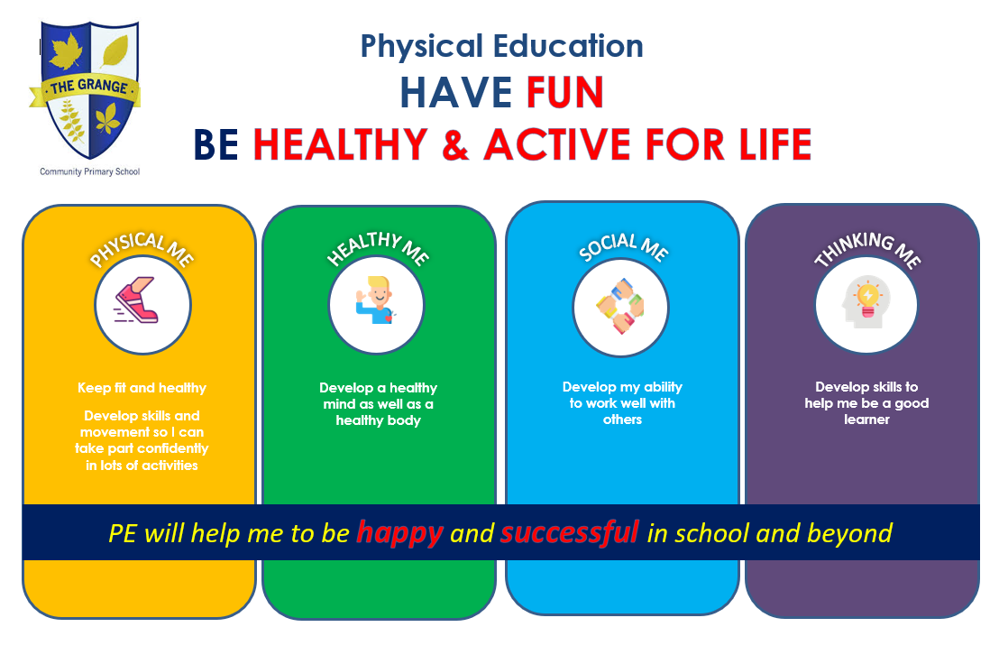 THE GRANGE
Community Primary School
Physical Education
HAVE FUN
BE HEALTHY & ACTIVE FOR LIFE
PHYSICAL ME
Keep fit and healthy
Develop skills and
movement so I can
take part confidently
in lots of activities
HEALTHY ME
Develop a healthy
mind as well as a
healthy body
SOCIAL ME
Develop my ability
to work well with
others
THINKING ME
Develop skills to
help me be a good
learner
PE will help me to be happy and successful in school and beyond